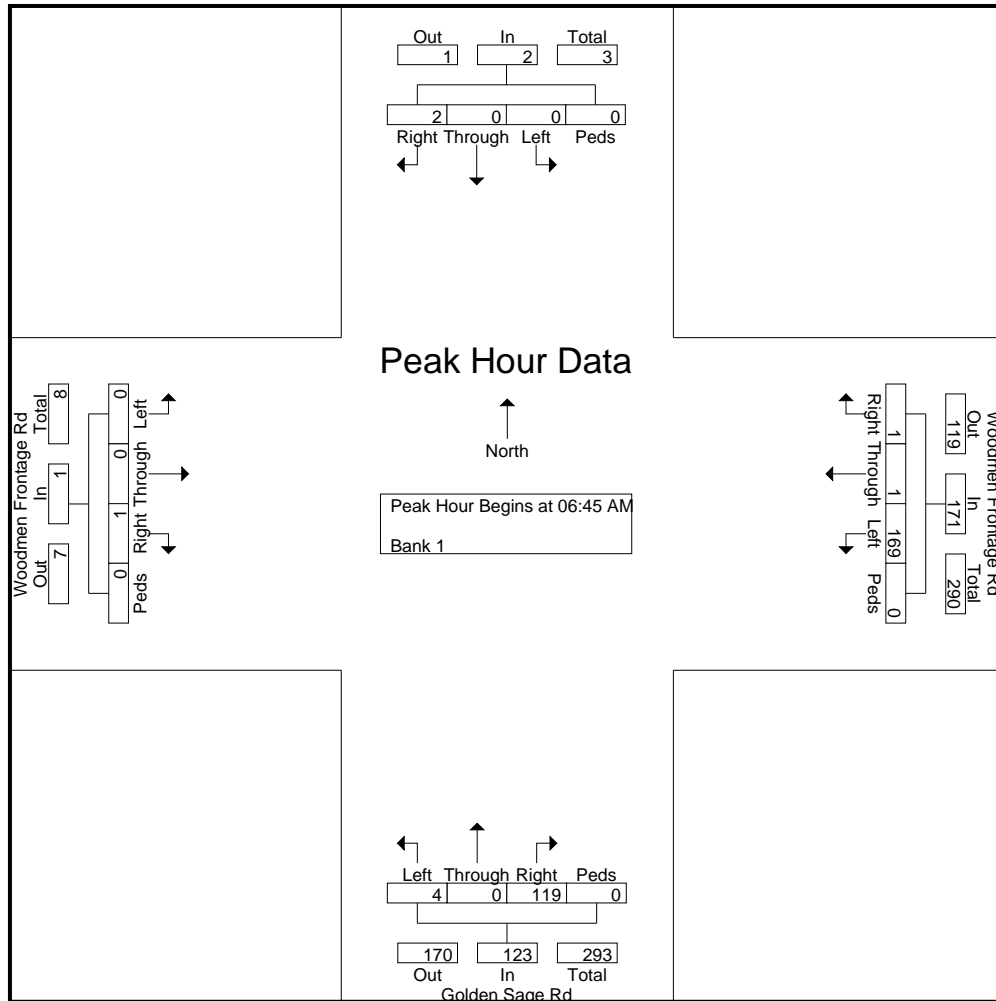 Out In Total
1 2 3
2 0 0 0
Right Through Left Peds
Peak Hour Data
North
Peak Hour Begins at 06:45 AM
Bank 1
Woodmen Frontage Rd
Out In Total
7 1 8
0 1 0 0
Peds Right Through Left
Woodmen Frontage Rd
Out In Total
119 171 290
1 1 169 0
Right Through Left Peds
Left Through Right Peds
4 0 119 0
170 123 293
Out In Total
Golden Sage Rd